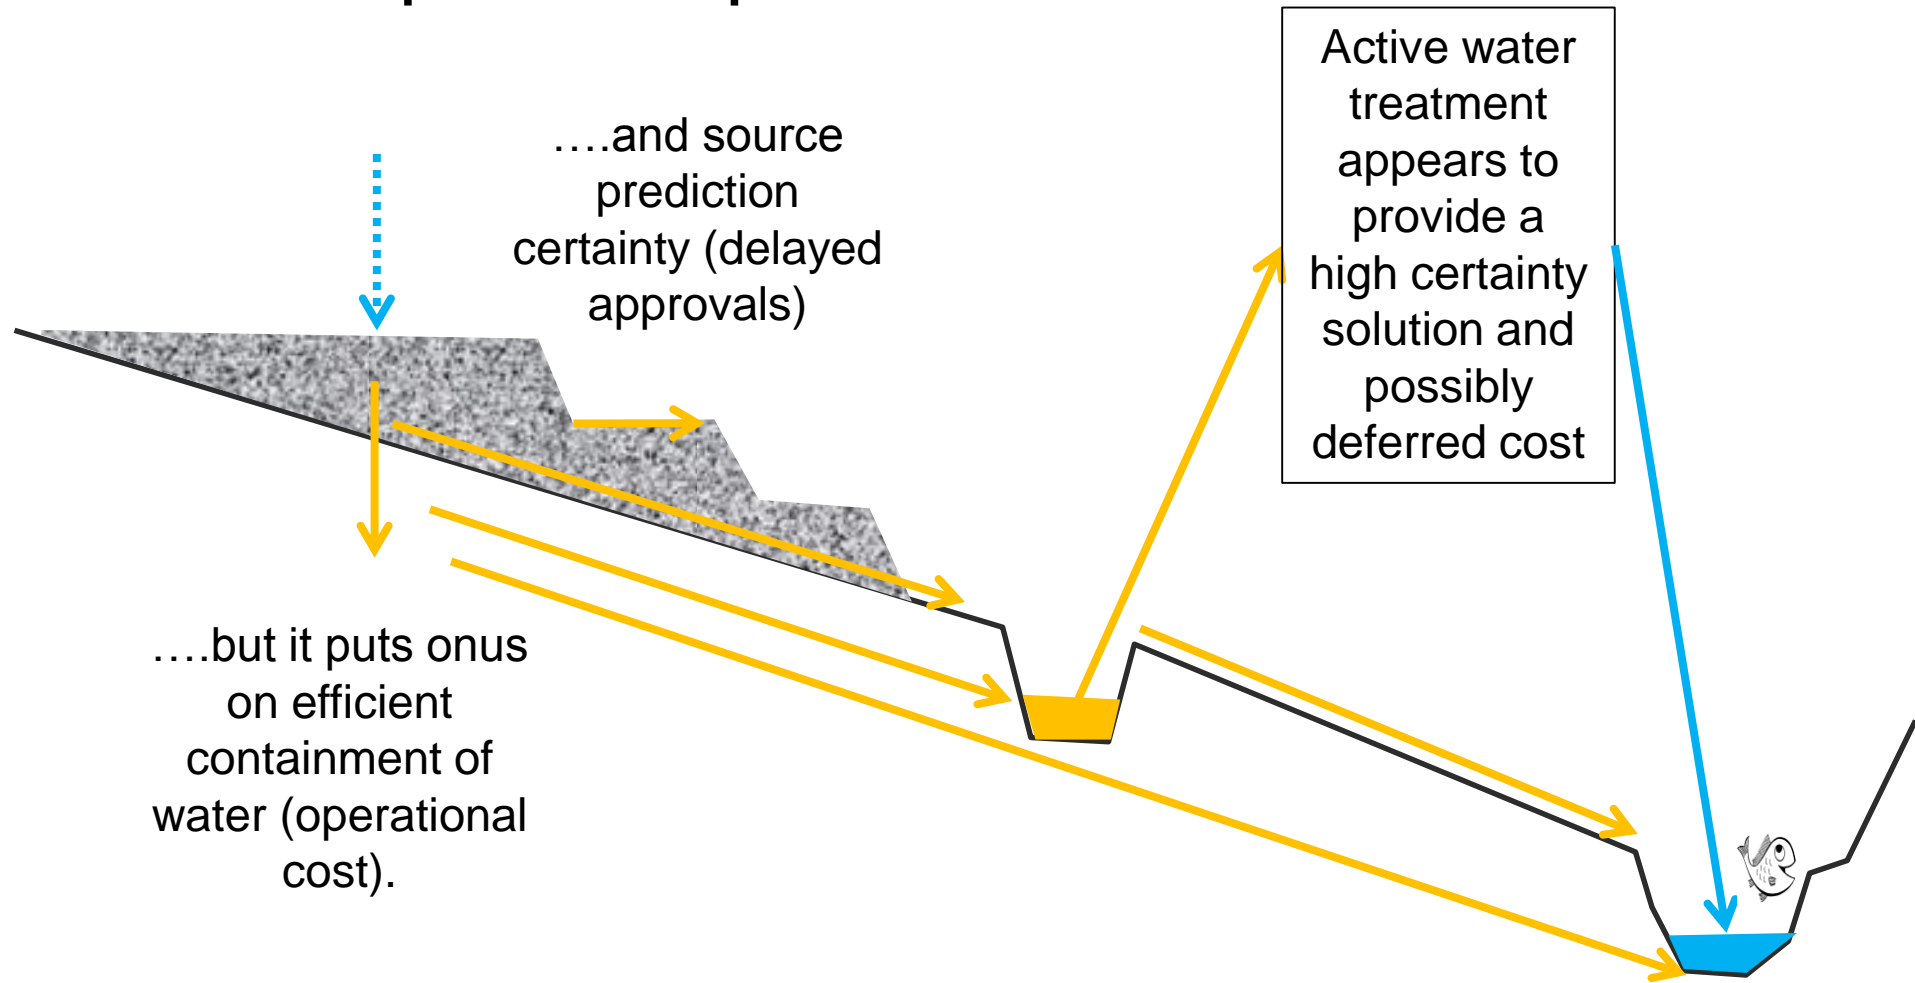 Active water
treatment
appears to
provide a
high certainty
solution and
possibly
deferred cost
….but it puts onus
on efficient
containment of
water (operational
cost).
….and source
prediction
certainty (delayed
approvals)